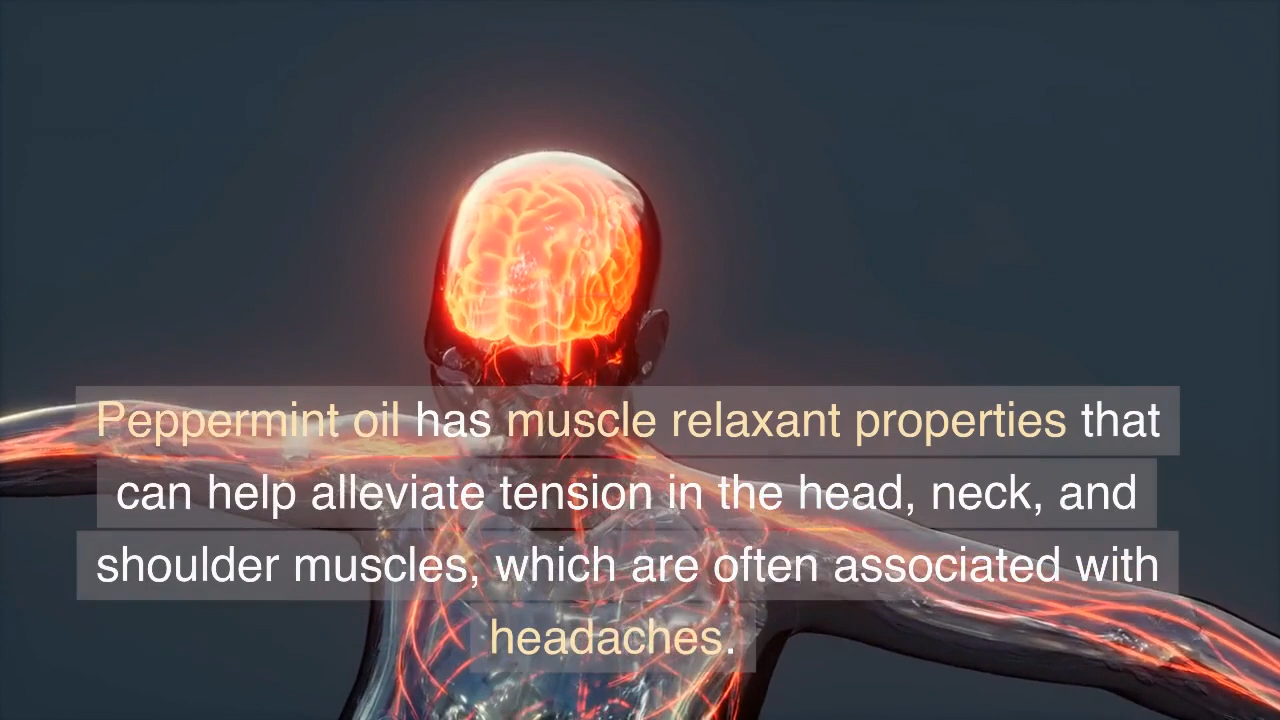 Peppermint oil has muscle relaxant properties that
can help alleviate tension in the head, neck, and
shoulder muscles, which are often associated with
headaches.